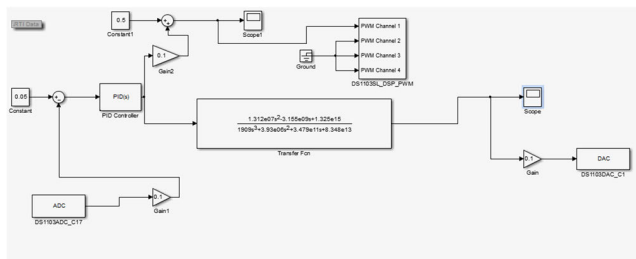 RTI Data
0.5
Constant1
Scope1
0.1
Gain2
Ground
PWM Channel 1
PWM Channel 2
PWM Channel 3
PWM Channel 4
DS1103SL_DSP_PWM
0.05
Constant
PID(s)
PID Controller
1.312e07s²-3.155e09s+1.325e15
1909s³+3.93e06s²+3.479e11s+8.348e13
Transfer Fcn
Scope
0.1
Gain
DAC
DS1103DAC_C1
ADC
DS1103ADC_C17
0.1
Gain1